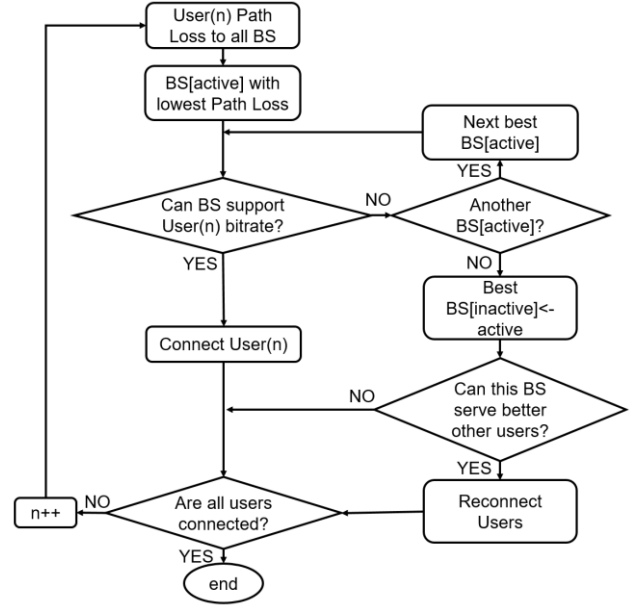 User(n) Path
Loss to all BS
BS[active] with
lowest Path Loss
Next best
BS[active]
YES
Can BS support
User(n) bitrate?
NO
Another
BS[active]?
YES
NO
Best
BS[inactive]<-
active
Connect User(n)
NO
Can this BS
serve better
other users?
YES
n++
NO
Are all users
connected?
Reconnect
Users
YES
end